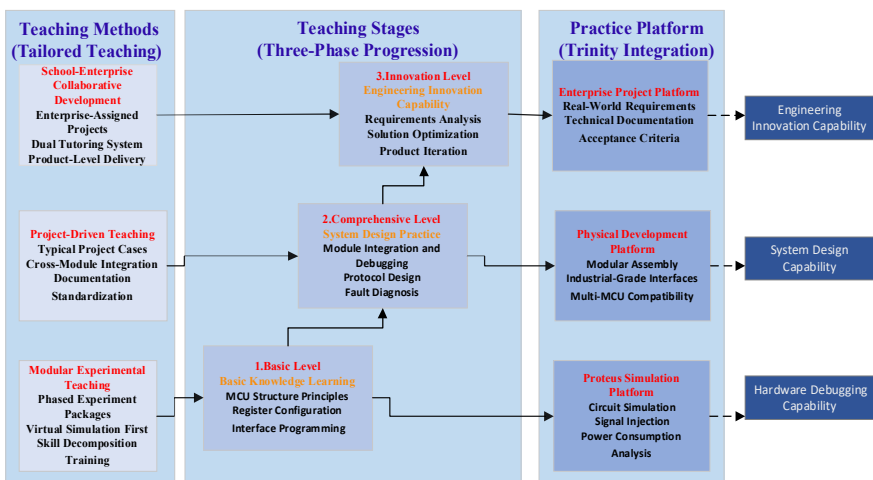 Teaching Methods
(Tailored Teaching)
School-Enterprise
Collaborative
Development
Enterprise-Assigned
Projects
Dual Tutoring System
Product-Level Delivery
Project-Driven Teaching
Typical Project Cases
Cross-Module Integration
Documentation
Standardization
Modular Experimental
Teaching
Phased Experiment
Packages
Virtual Simulation First
Skill Decomposition
Training
Teaching Stages
(Three-Phase Progression)
3.Innovation Level
Engineering Innovation
Capability
Requirements Analysis
Solution Optimization
Product Iteration
2.Comprehensive Level
System Design Practice
Module Integration and
Debugging
Protocol Design
Fault Diagnosis
1.Basic Level
Basic Knowledge Learning
MCU Structure Principles
Register Configuration
Interface Programming
Practice Platform
(Trinity Integration)
Enterprise Project Platform
Real-World Requirements
Technical Documentation
Acceptance Criteria
Physical Development
Platform
Modular Assembly
Industrial-Grade Interfaces
Multi-MCU Compatibility
Proteus Simulation
Platform
Circuit Simulation
Signal Injection
Power Consumption
Analysis
Engineering
Innovation Capability
System Design
Capability
Hardware Debugging
Capability